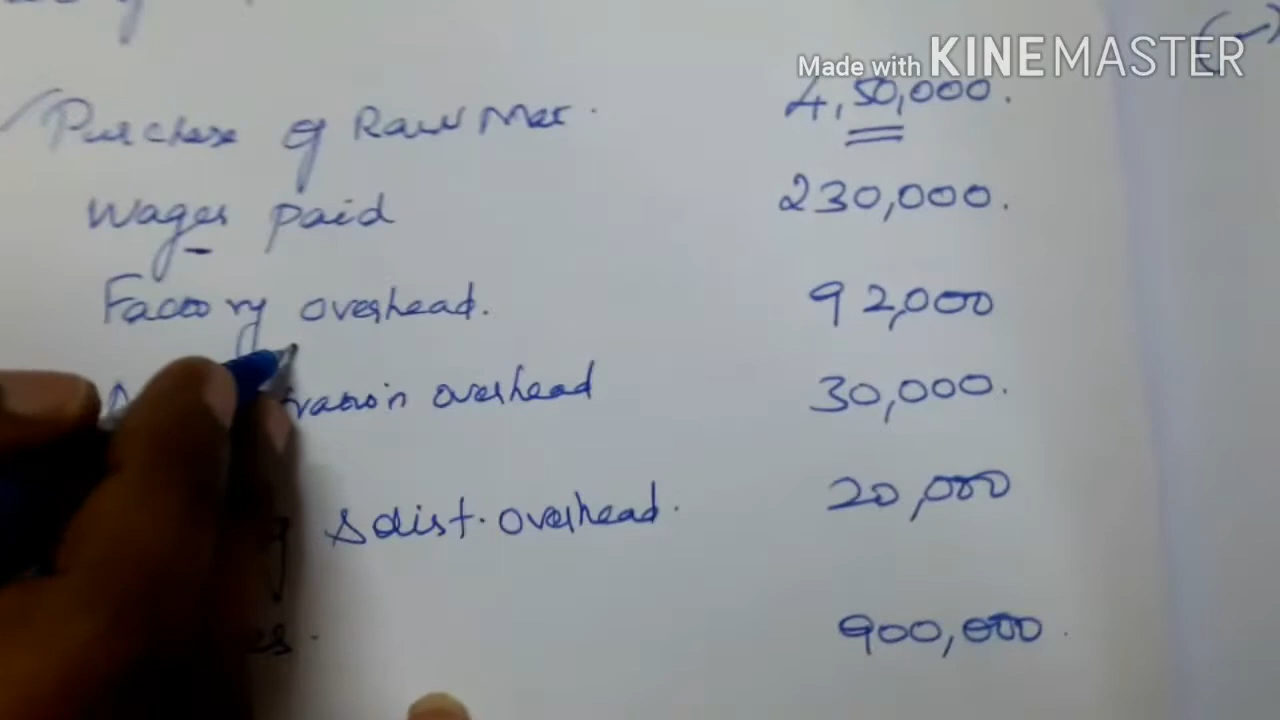 Made with KINEMASTER
Purchase of Raw Mat. 4,50,000.
Wages paid 230,000.
Factory overhead. 92,000
overhead 30,000.
& dist. overhead. 20,000
900,000.